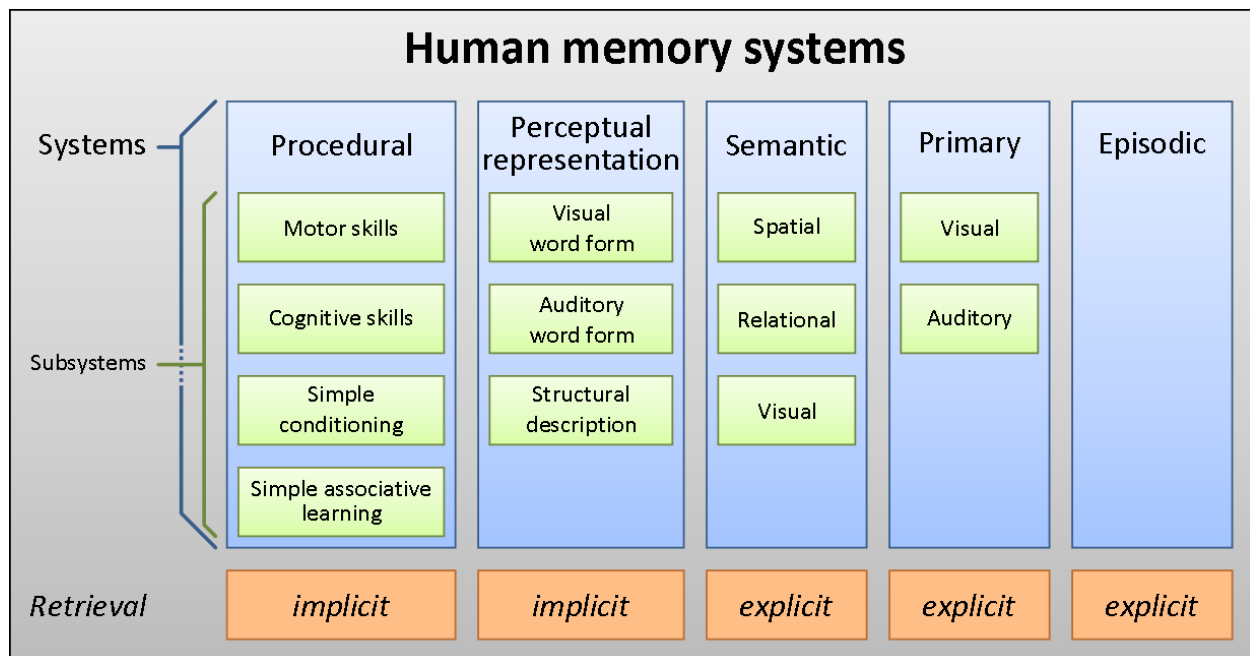 Human memory systems
Systems
Subsystems
Procedural
Motor skills
Cognitive skills
Simple
conditioning
Simple associative
learning
Perceptual
representation
Visual
word form
Auditory
word form
Structural
description
Semantic
Spatial
Relational
Visual
Primary
Visual
Auditory
Episodic
Retrieval
implicit
implicit
explicit
explicit
explicit